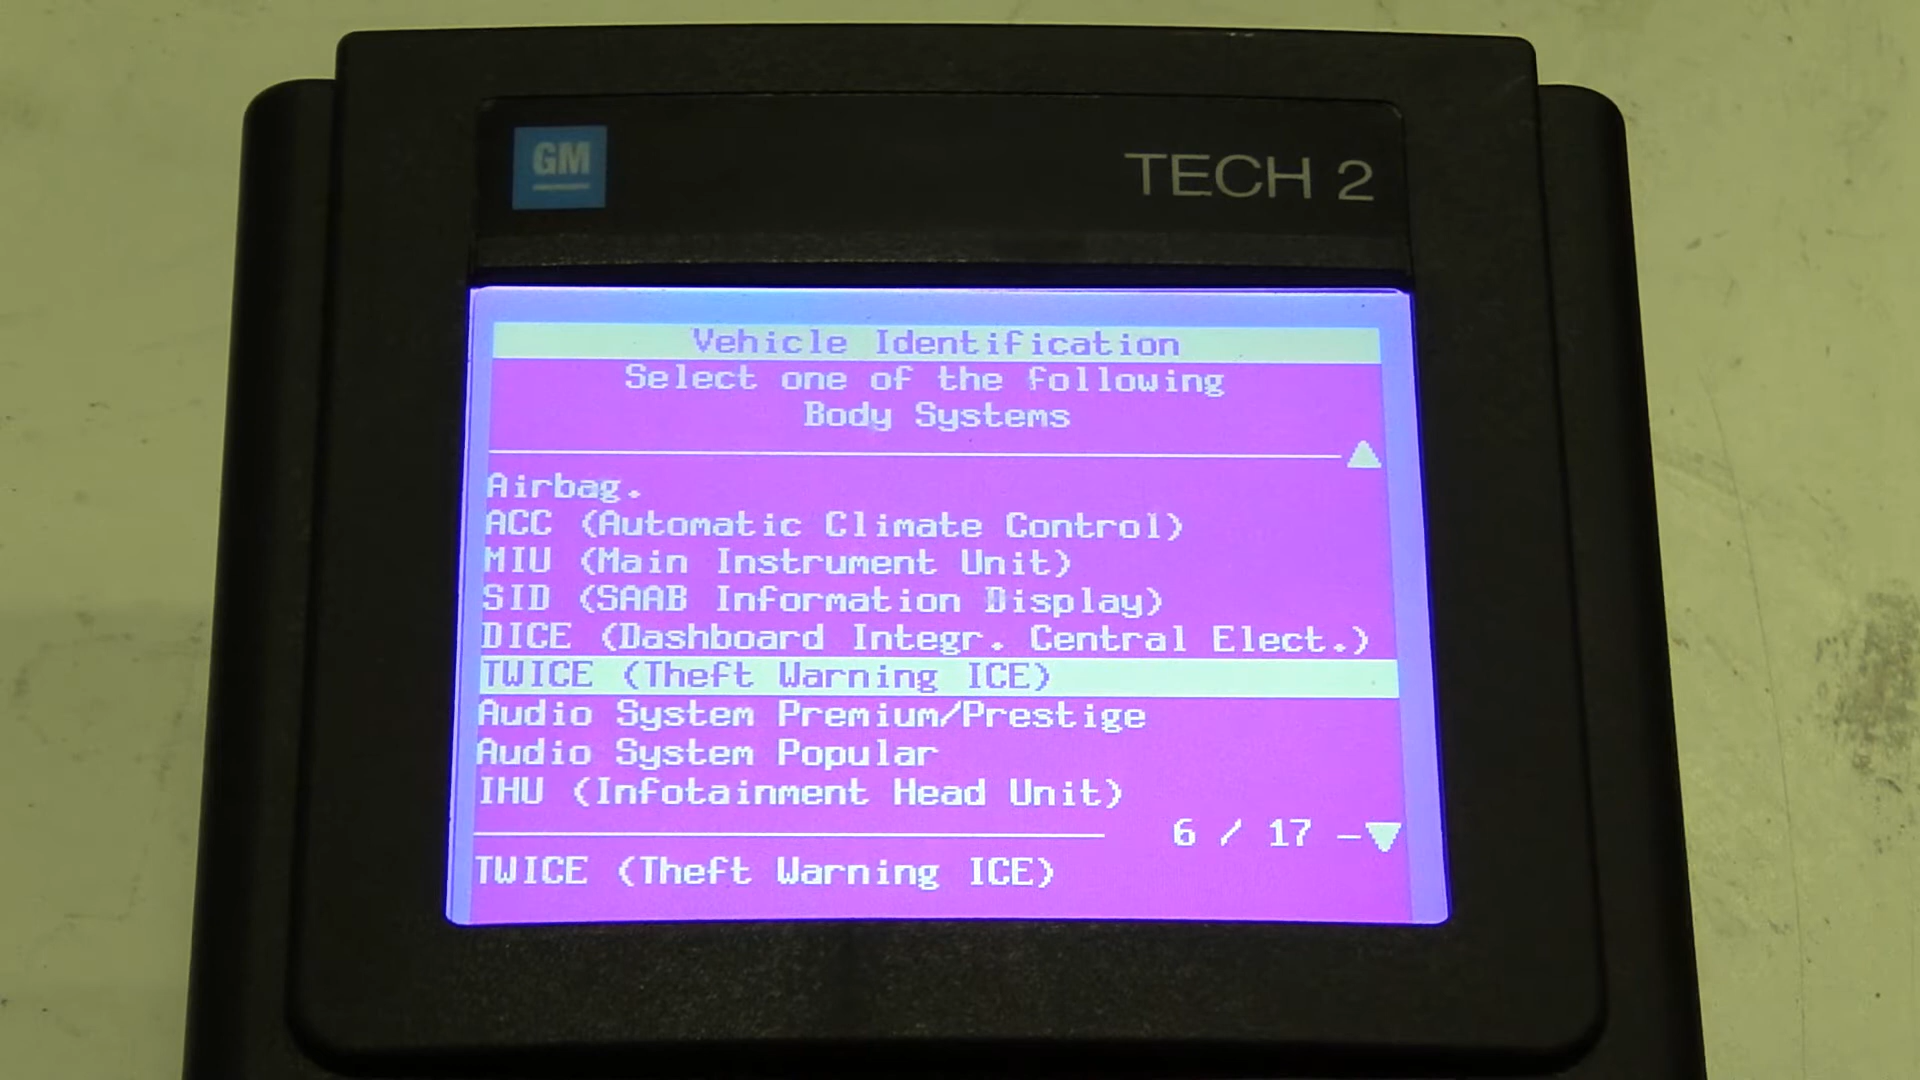 GM
TECH 2
Vehicle Identification
Select one of the following
Body Systems
Airbag.
ACC (Automatic Climate Control)
MIU (Main Instrument Unit)
SID (SAAB Information Display)
DICE (Dashboard Integr. Central Elect.)
TWICE (Theft Warning ICE)
Audio System Premium/Prestige
Audio System Popular
IHU (Infotainment Head Unit)
6 / 17
TWICE (Theft Warning ICE)